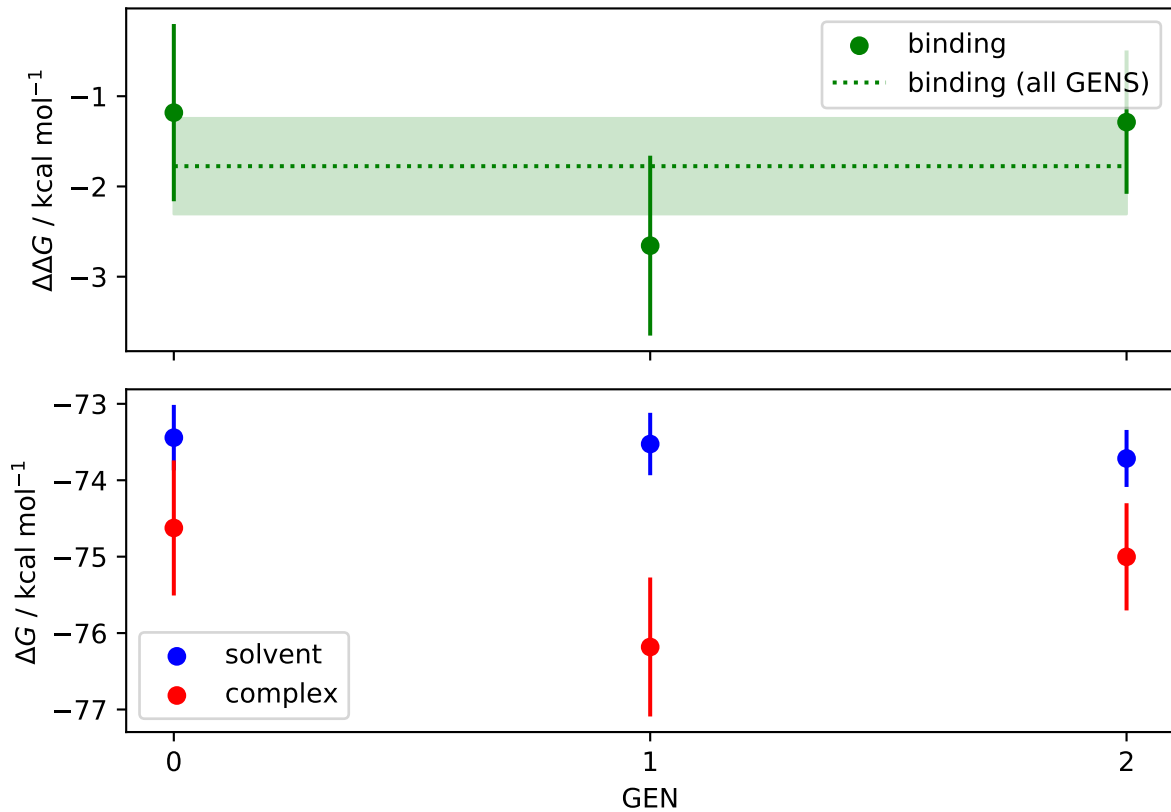 binding
binding (all GENS)
ΔΔG / kcal mol⁻¹
−1
−2
−3
ΔG / kcal mol⁻¹
−73
−74
−75
−76
−77
solvent
complex
0
1
2
GEN